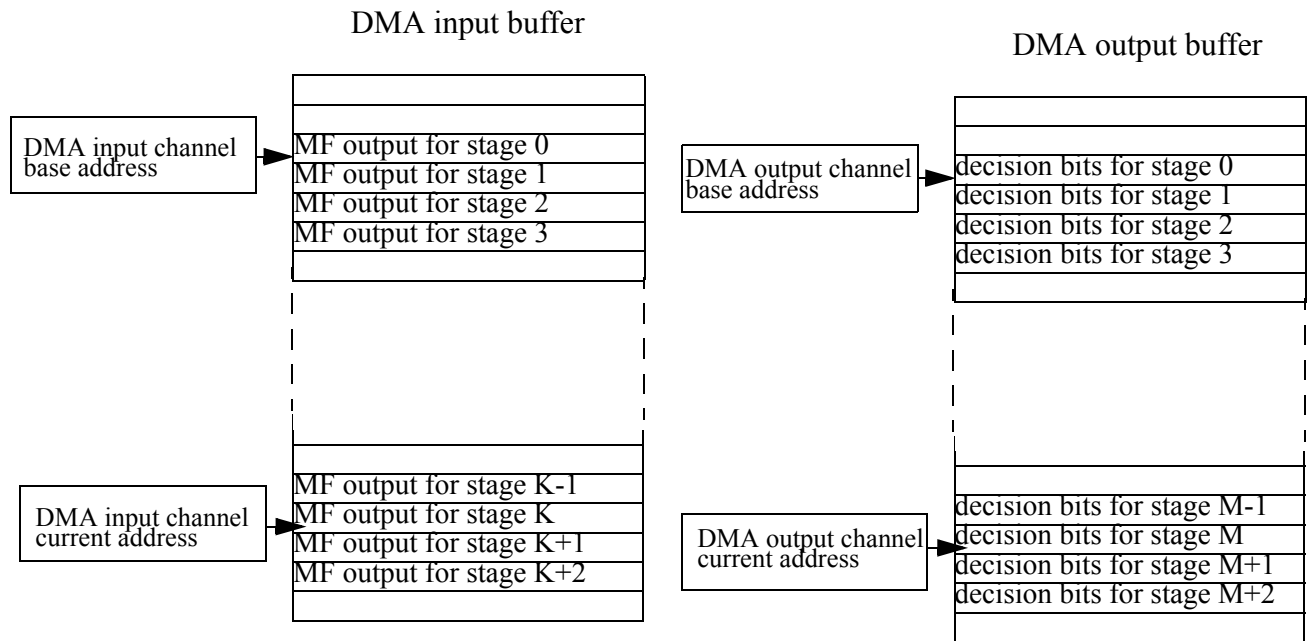 DMA input buffer
DMA input channel
base address
MF output for stage 0
MF output for stage 1
MF output for stage 2
MF output for stage 3
DMA input channel
current address
MF output for stage K-1
MF output for stage K
MF output for stage K+1
MF output for stage K+2
DMA output buffer
DMA output channel
base address
decision bits for stage 0
decision bits for stage 1
decision bits for stage 2
decision bits for stage 3
DMA output channel
current address
decision bits for stage M-1
decision bits for stage M
decision bits for stage M+1
decision bits for stage M+2